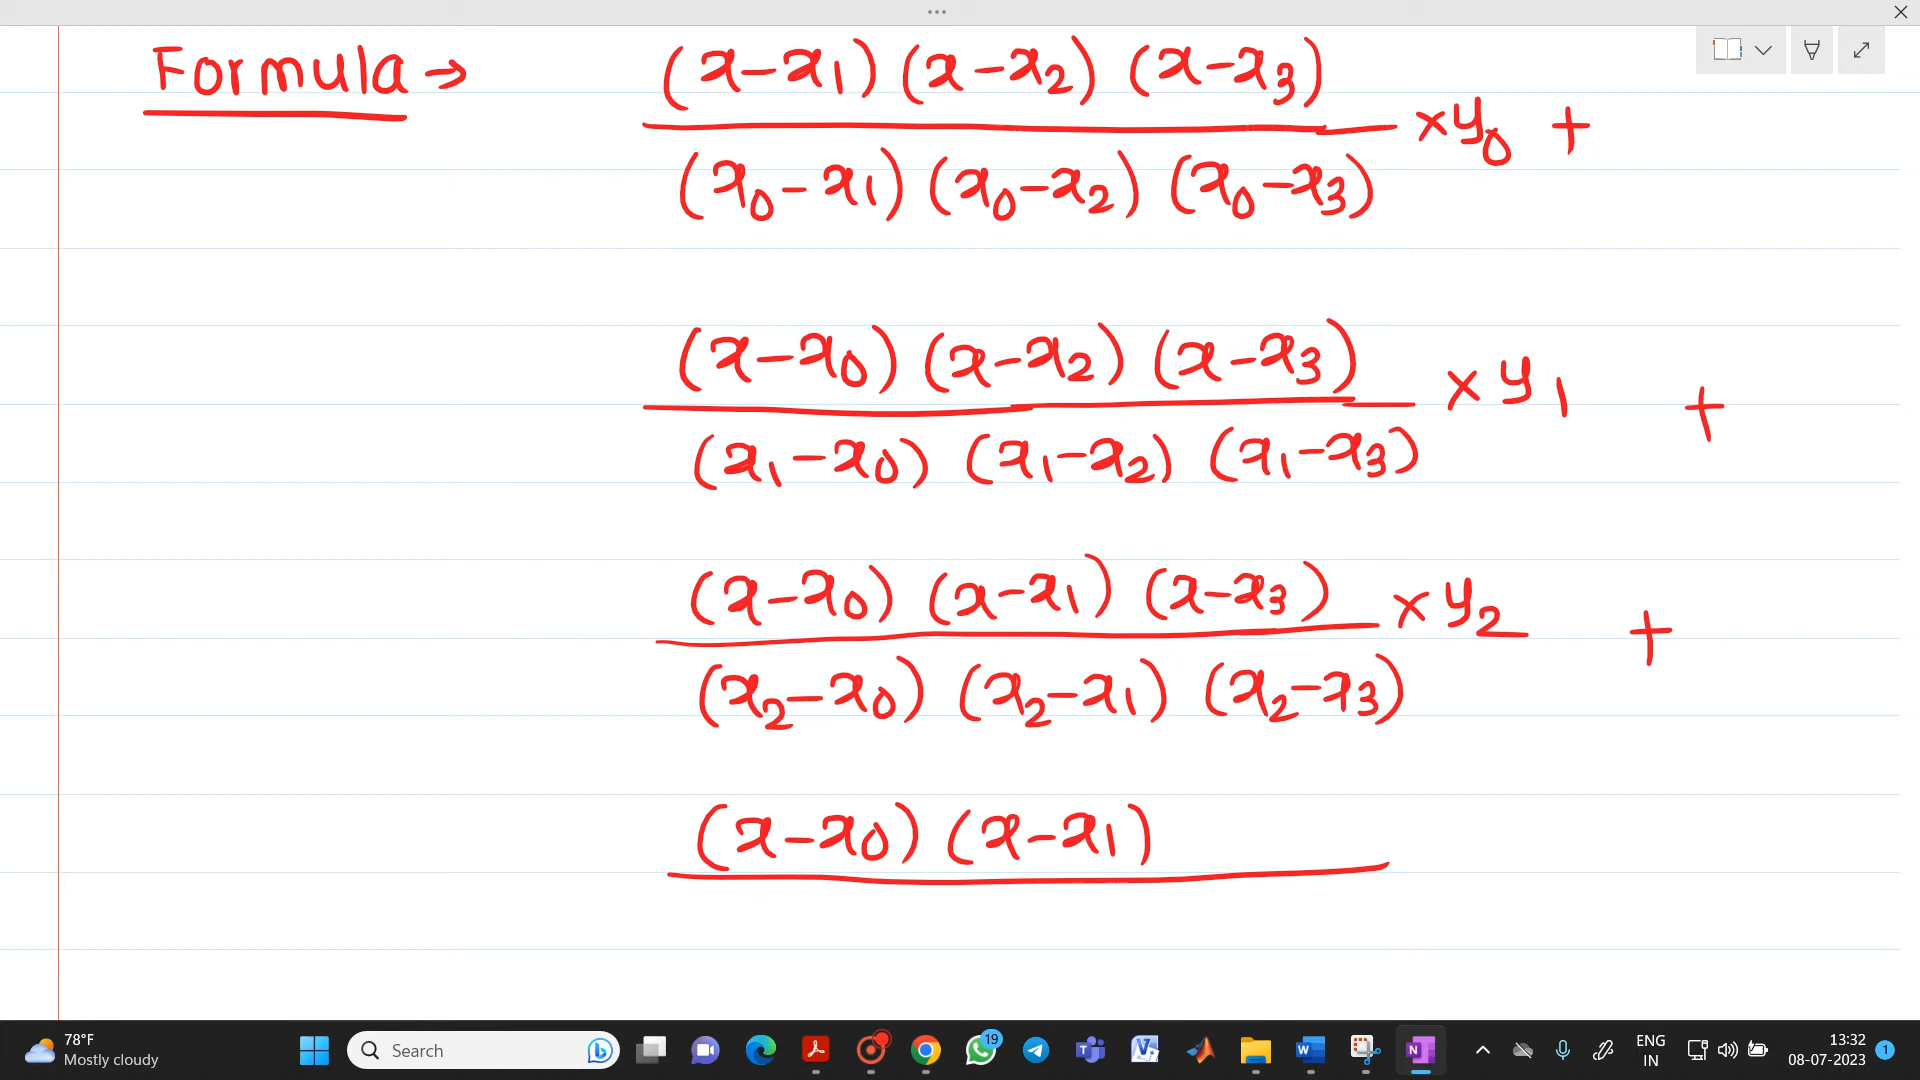 Formula → (x-x₁) (x-x₂) (x-x₃)
×y₀ +
(x₀-x₁) (x₀-x₂) (x₀-x₃)
(x-x₀) (x-x₂) (x-x₃)
×y₁ +
(x₁-x₀) (x₁-x₂) (x₁-x₃)
(x-x₀) (x-x₁) (x-x₃)
×y₂ +
(x₂-x₀) (x₂-x₁) (x₂-x₃)
(x-x₀) (x-x₁)
78°F
Mostly cloudy
Search
19
ENG
IN
13:32
08-07-2023
1